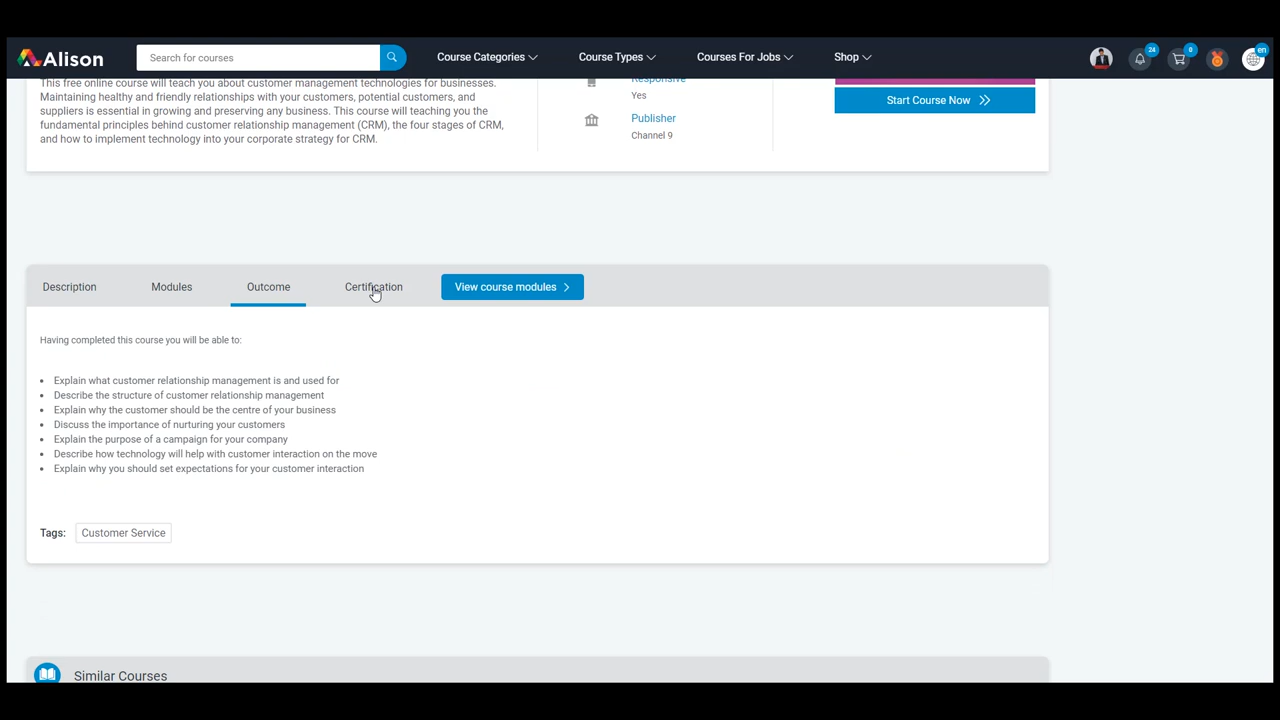 Alison
Search for courses
Course Categories
Course Types
Courses For Jobs
Shop
24
0
en
This free online course will teach you about customer management technologies for businesses.
Maintaining healthy and friendly relationships with your customers, potential customers, and
suppliers is essential in growing and preserving any business. This course will teaching you the
fundamental principles behind customer relationship management (CRM), the four stages of CRM,
and how to implement technology into your corporate strategy for CRM.
Responsive
Yes
Publisher
Channel 9
Start Course Now
Description
Modules
Outcome
Certification
View course modules
Having completed this course you will be able to:
• Explain what customer relationship management is and used for
• Describe the structure of customer relationship management
• Explain why the customer should be the centre of your business
• Discuss the importance of nurturing your customers
• Explain the purpose of a campaign for your company
• Describe how technology will help with customer interaction on the move
• Explain why you should set expectations for your customer interaction
Tags: Customer Service
Similar Courses